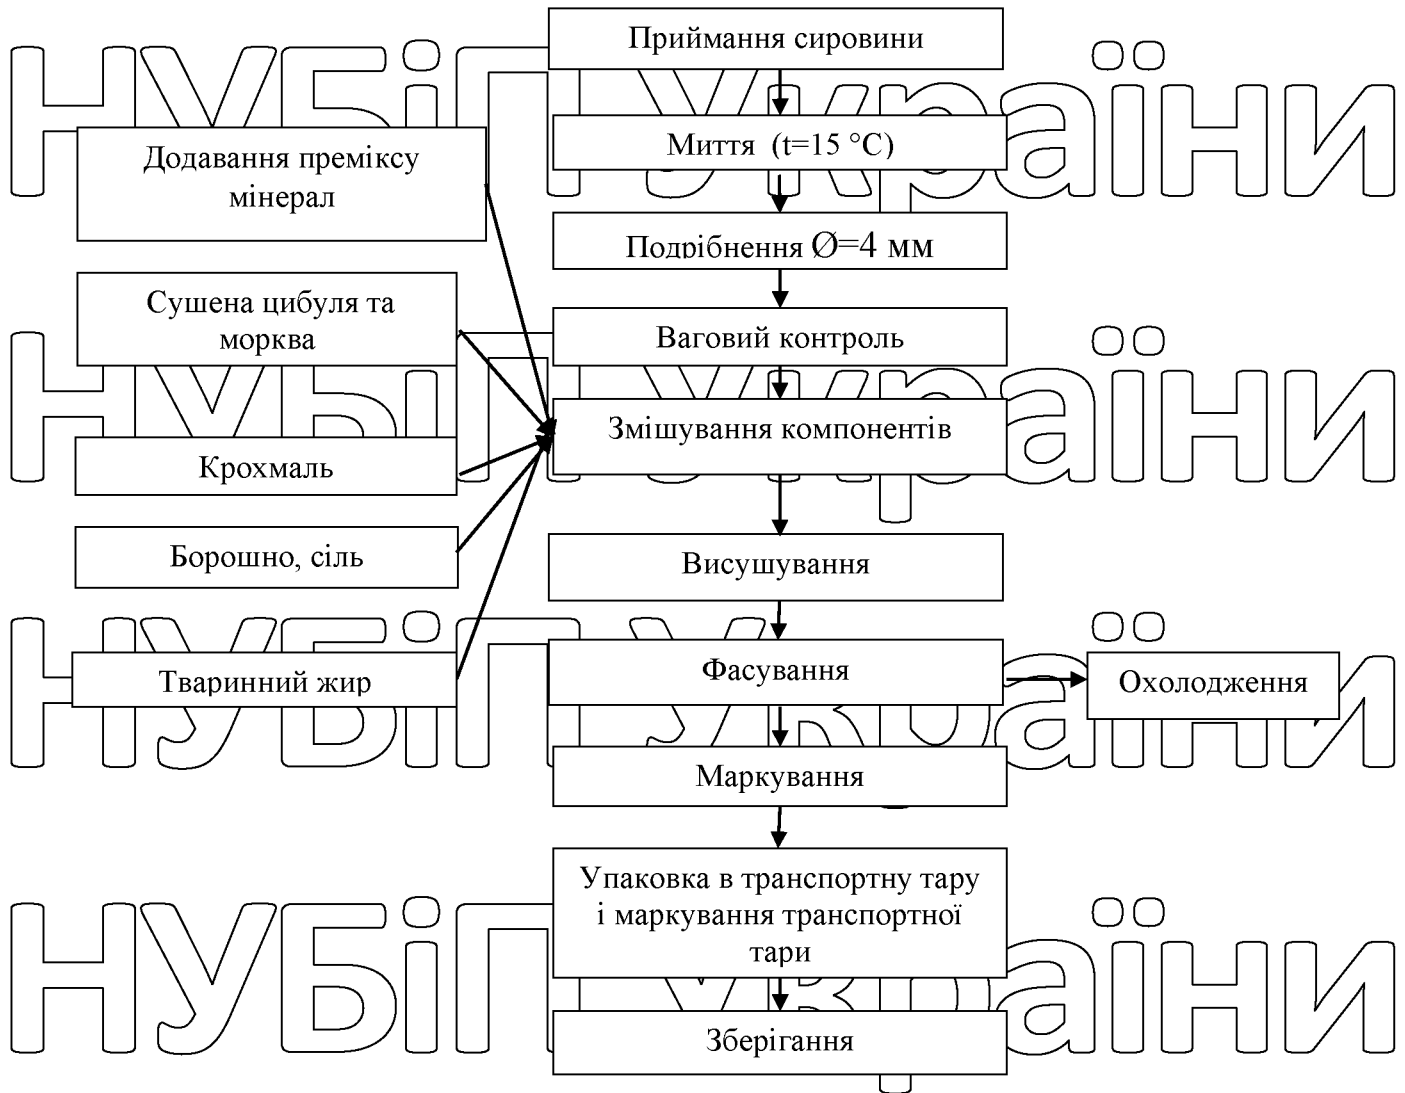 НУБіП України
Приймання сировини
Миття (t=15 °C)
Додавання преміксу
мінерал
Подрібнення Ø=4 мм
НУБіП України
Сушена цибуля та
морква
Ваговий контроль
Змішування компонентів
Крохмаль
Борошно, сіль
Висушування
НУБіП України
Тваринний жир
Фасування
Охолодження
Маркування
НУБіП України
Упаковка в транспортну тару
і маркування транспортної
тари
Зберігання